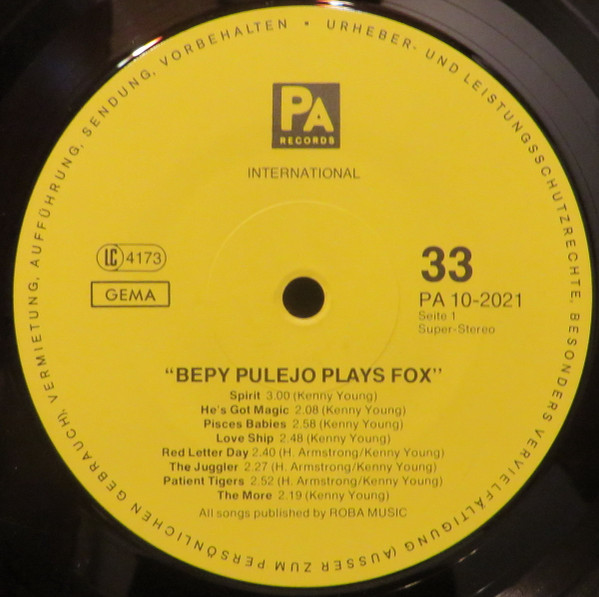 URHEBER- UND LEISTUNGSSCHUTZRECHTE, BESONDERS VERVIELFÄLTIGUNG (AUSSER ZUM PERSÖNLICHEN GEBRAUCH), VERMIETUNG, AUFFÜHRUNG, SENDUNG, VORBEHALTEN •
PA
RECORDS
INTERNATIONAL
LC 4173
GEMA
33
PA 10-2021
Seite 1
Super-Stereo
“BEPY PULEJO PLAYS FOX”
Spirit 3.00 (Kenny Young)
He's Got Magic 2.08 (Kenny Young)
Pisces Babies 2.58 (Kenny Young)
Love Ship 2.48 (Kenny Young)
Red Letter Day 2.40 (H. Armstrong/Kenny Young)
The Juggler 2.27 (H. Armstrong/Kenny Young)
Patient Tigers 2.52 (H. Armstrong/Kenny Young)
The More 2.19 (Kenny Young)
All songs published by ROBA MUSIC